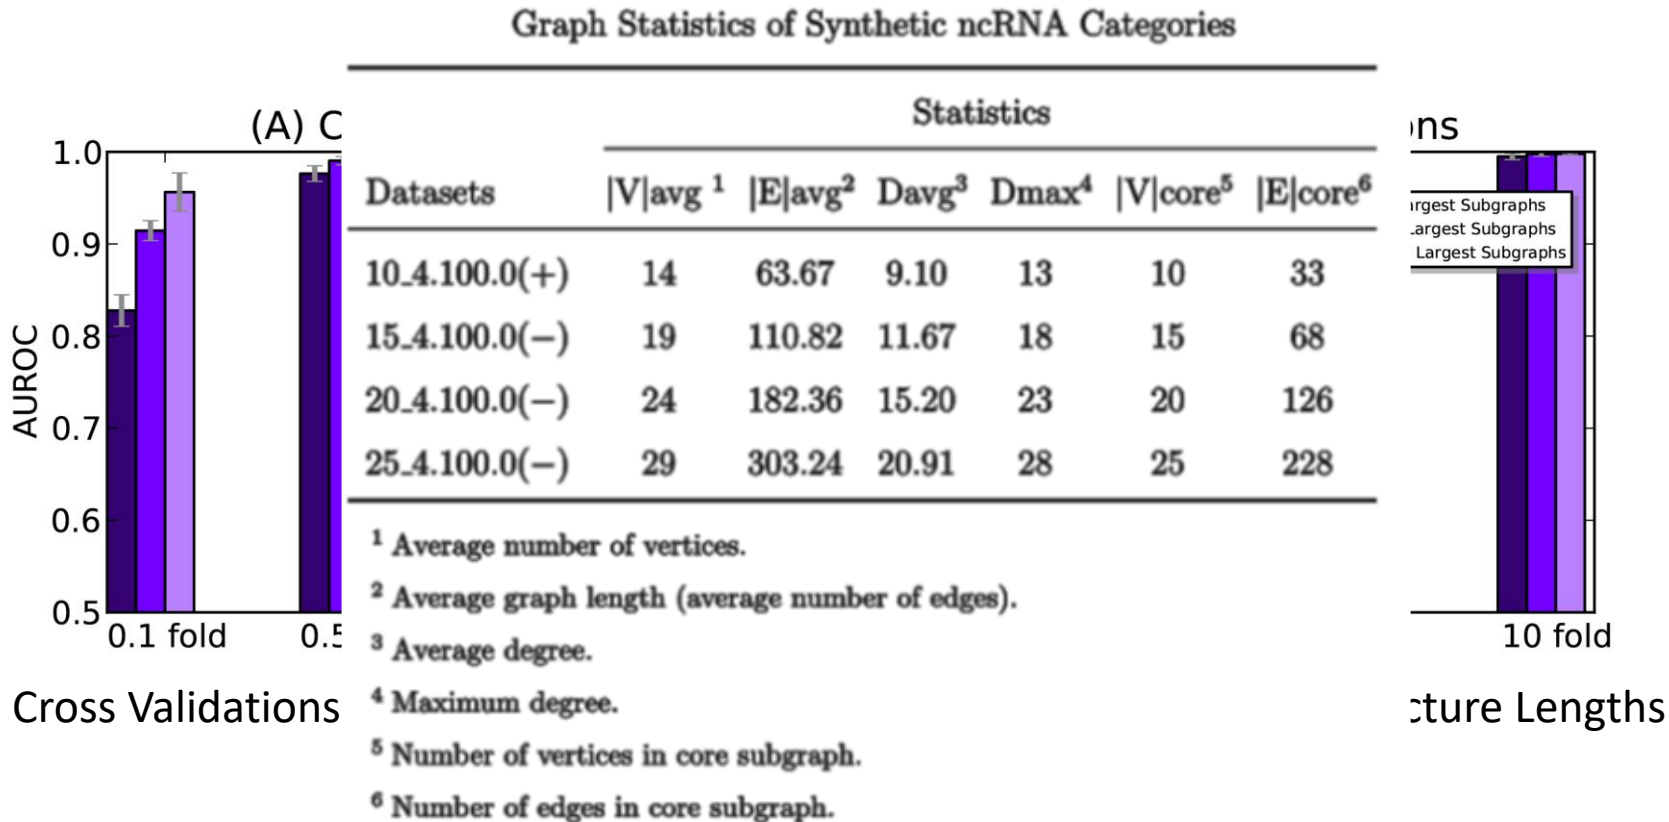 Graph Statistics of Synthetic ncRNA Categories
Statistics
Datasets |V|avg ¹ |E|avg² Davg³ Dmax⁴ |V|core⁵ |E|core⁶
10_4.100.0(+) 14 63.67 9.10 13 10 33
15_4.100.0(−) 19 110.82 11.67 18 15 68
20_4.100.0(−) 24 182.36 15.20 23 20 126
25_4.100.0(−) 29 303.24 20.91 28 25 228
¹ Average number of vertices.
² Average graph length (average number of edges).
³ Average degree.
⁴ Maximum degree.
⁵ Number of vertices in core subgraph.
⁶ Number of edges in core subgraph.
(A) C
AUROC
1.0
0.9
0.8
0.7
0.6
0.5
0.1 fold 0.5
Cross Validations
ons
Largest Subgraphs
Largest Subgraphs
Largest Subgraphs
10 fold
cture Lengths